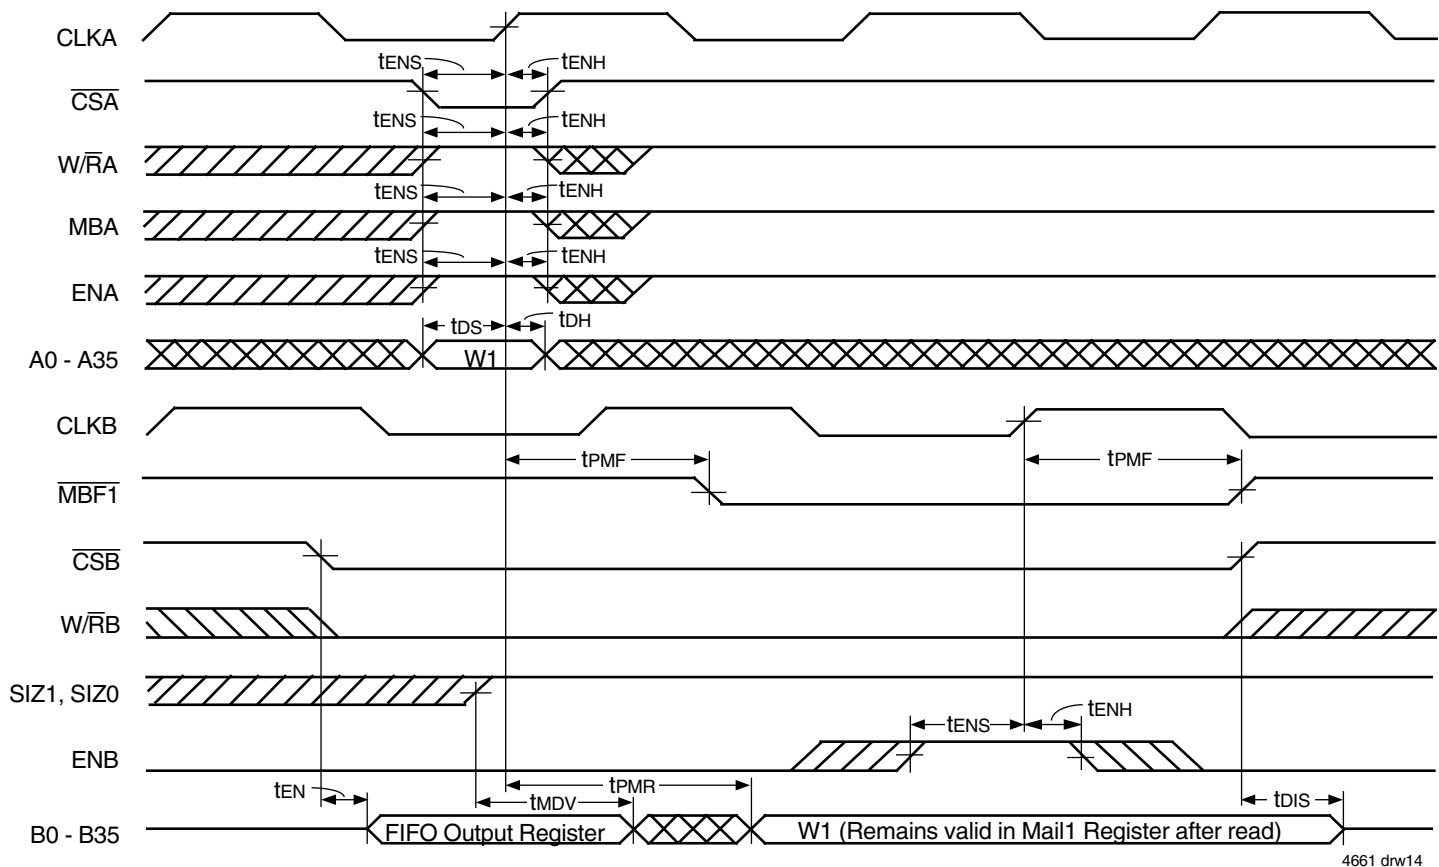 CLKA
tENS tENH
CSA
tENS tENH
W/RA
tENS tENH
MBA
tENS tENH
ENA
tDS tDH
A0 - A35 W1
CLKB
tPMF tPMF
MBF1
CSB
W/RB
SIZ1, SIZ0
tENS tENH
ENB
tEN tMDV tPMR tDIS
B0 - B35 FIFO Output Register W1 (Remains valid in Mail1 Register after read)
4661 drw14